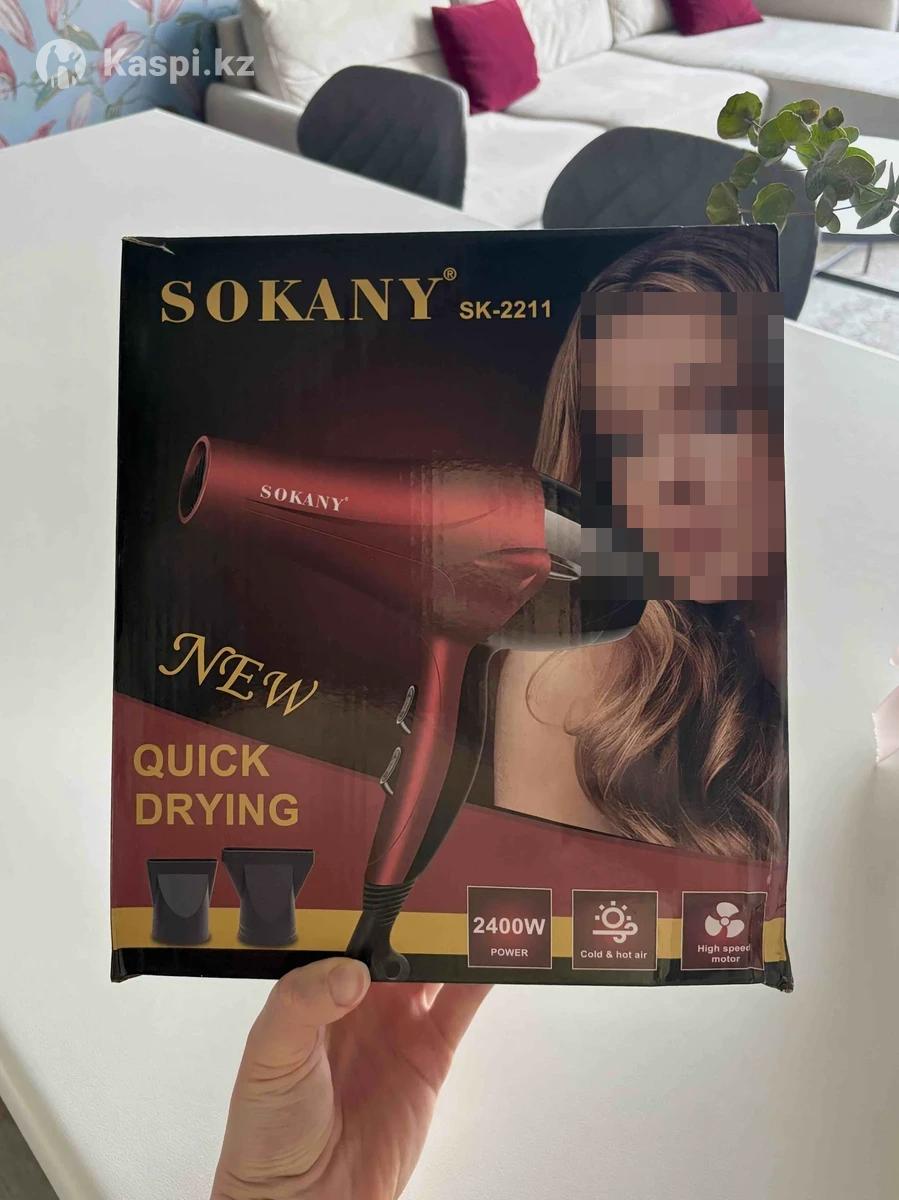 Kaspi.kz
SOKANY® SK-2211
SOKANY®
NEW
QUICK
DRYING
2400W
POWER
Cold & hot air
High speed
motor